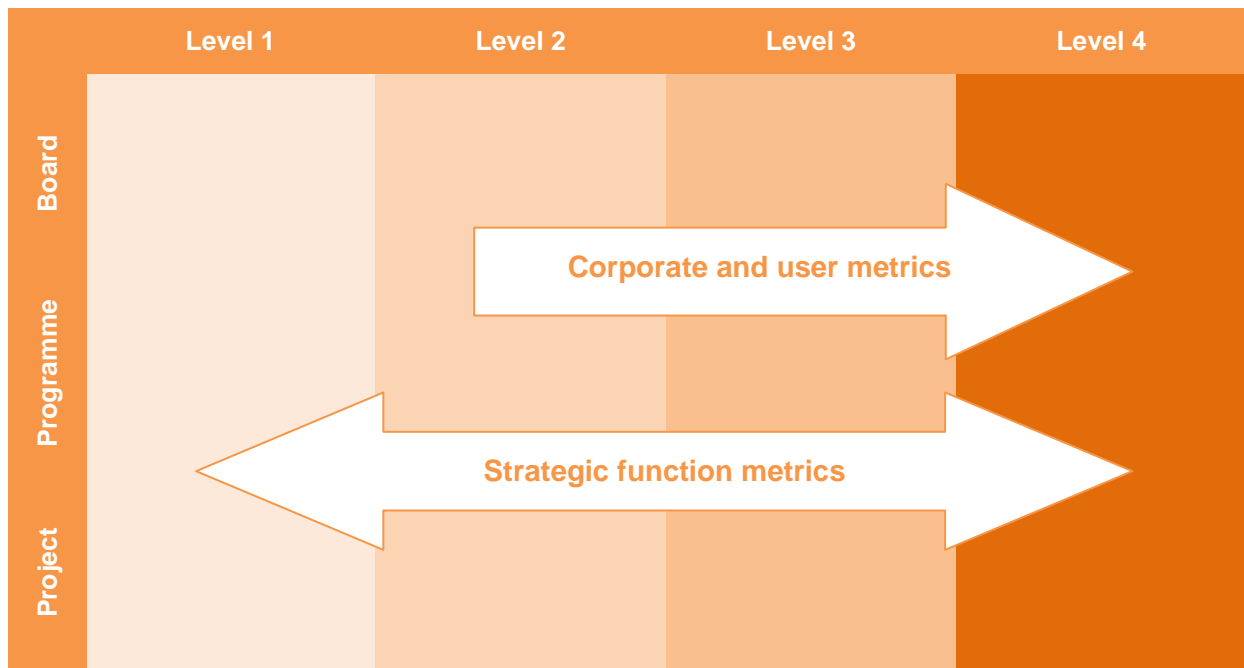 Level 1 Level 2 Level 3 Level 4
Board
Corporate and user metrics
Programme
Strategic function metrics
Project